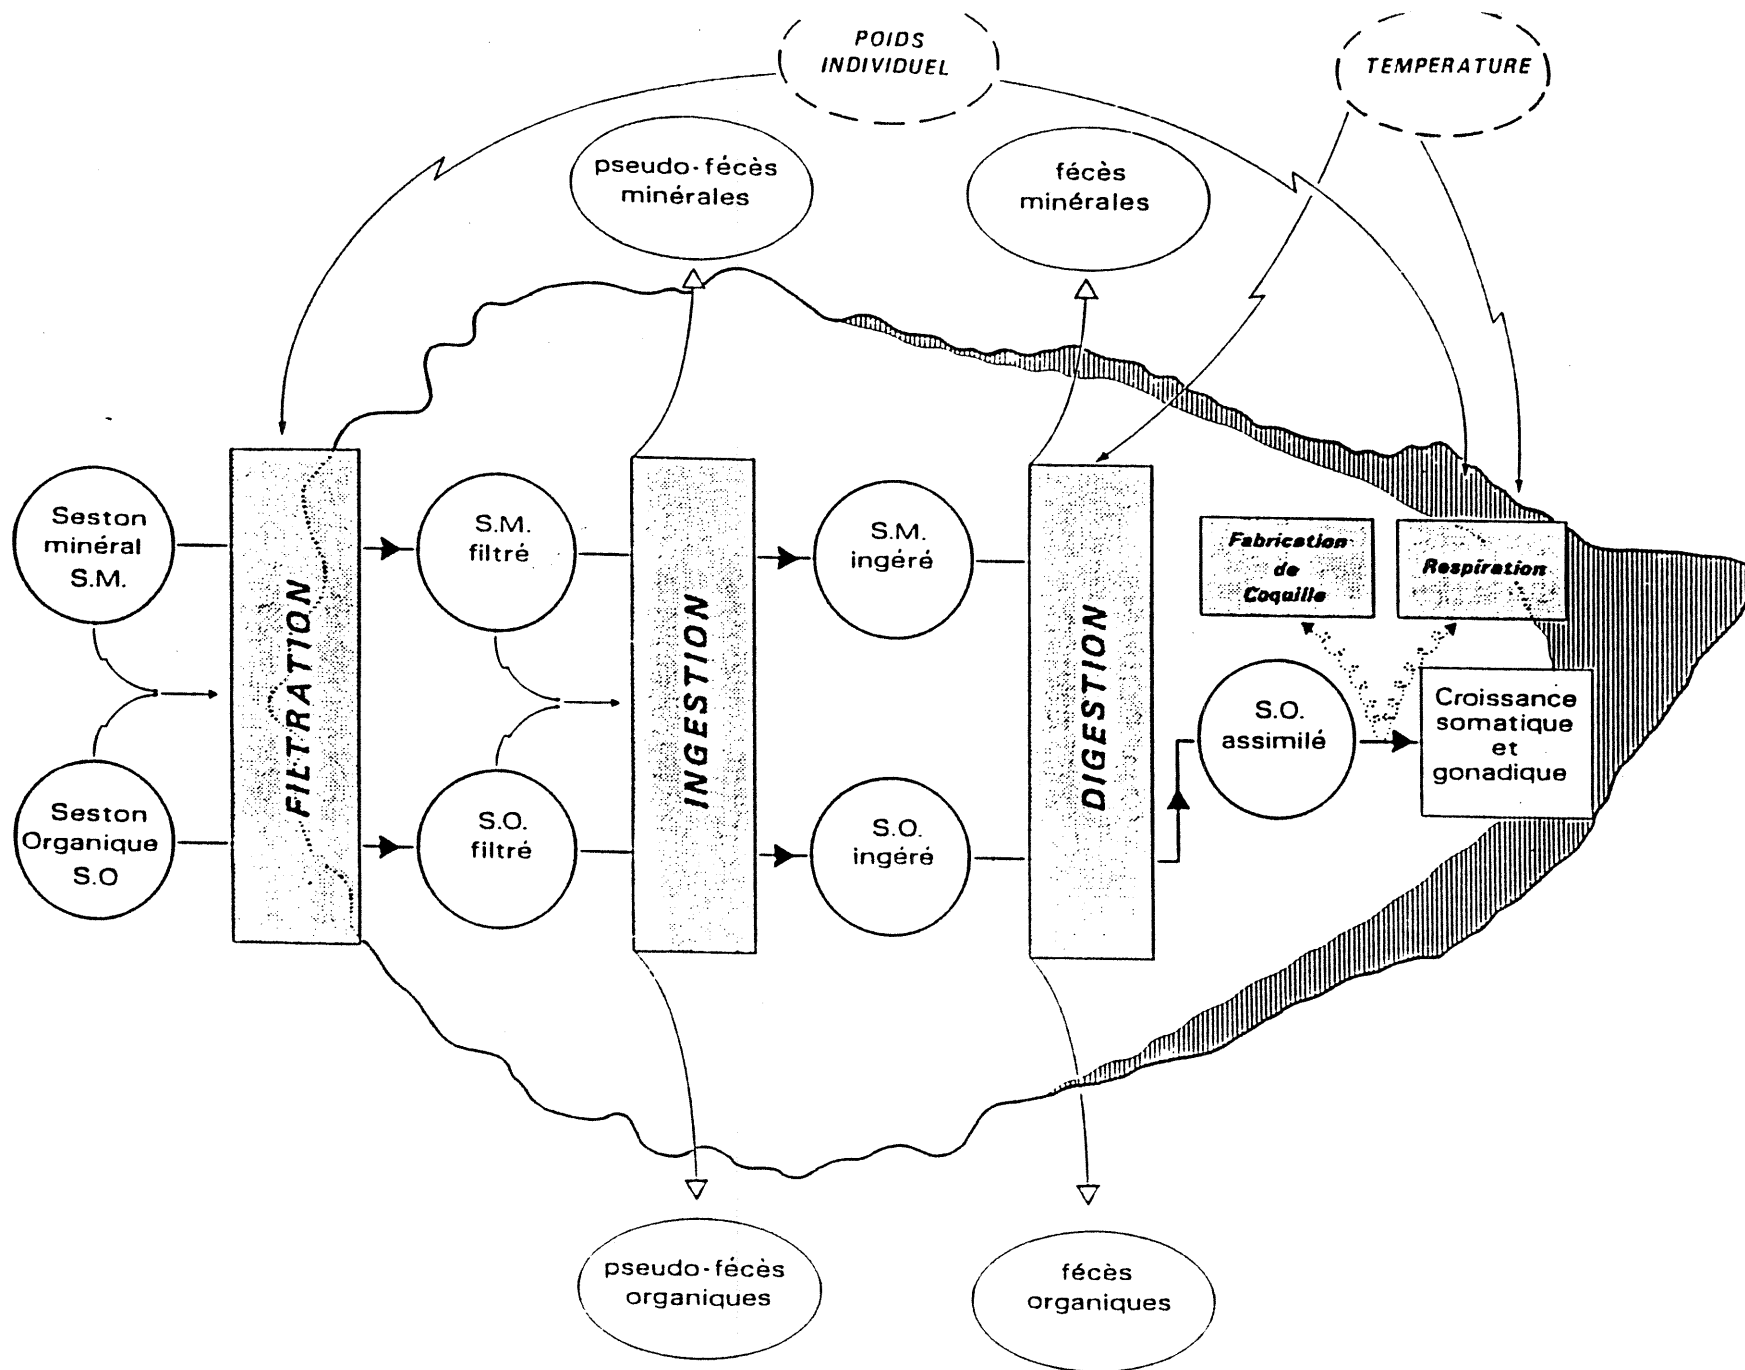 POIDS
INDIVIDUEL
TEMPERATURE
pseudo-fécès
minérales
fécès
minérales
Seston
minéral
S.M.
FILTRATION
S.M.
filtré
INGESTION
S.M.
ingéré
DIGESTION
Fabrication
de
Coquille
Respiration
Seston
Organique
S.O
S.O.
filtré
S.O.
ingéré
S.O.
assimilé
Croissance
somatique
et
gonadique
pseudo-fécès
organiques
fécès
organiques